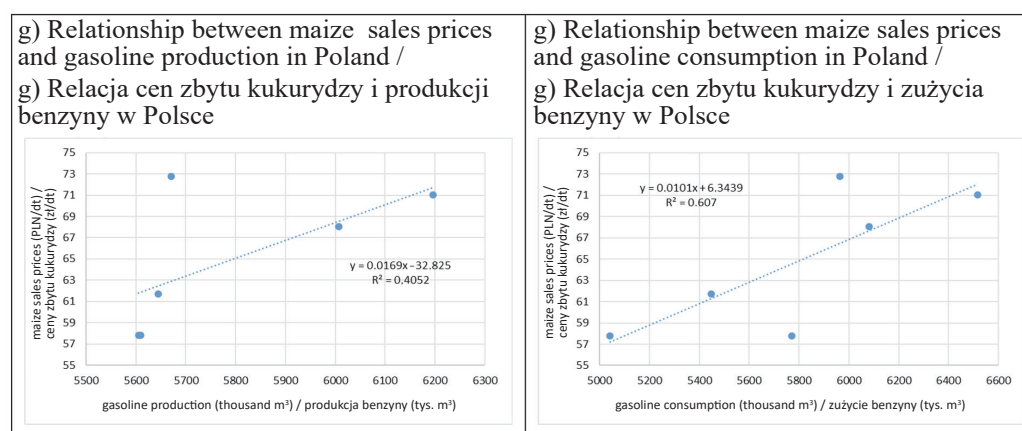 g) Relationship between maize  sales prices
and gasoline production in Poland /
g) Relacja cen zbytu kukurydzy i produkcji
benzyny w Polsce
maize sales prices (PLN/dt) /
ceny zbytu kukurydzy (zł/dt)
75
73
71
69
67
65
63
61
59
57
55
y = 0.0169x−32.825
R² = 0.4052
5500 5600 5700 5800 5900 6000 6100 6200 6300
gasoline production (thousand m³) / produkcja benzyny (tys. m³)
g) Relationship between maize sales prices
and gasoline consumption in Poland /
g) Relacja cen zbytu kukurydzy i zużycia
benzyny w Polsce
maize sales prices (PLN/dt) /
ceny zbytu kukurydzy (zł/dt)
75
73
71
69
67
65
63
61
59
57
55
y = 0.0101x+6.3439
R² = 0.607
5000 5200 5400 5600 5800 6000 6200 6400 6600
gasoline consumption (thousand m³) / zużycie benzyny (tys. m³)